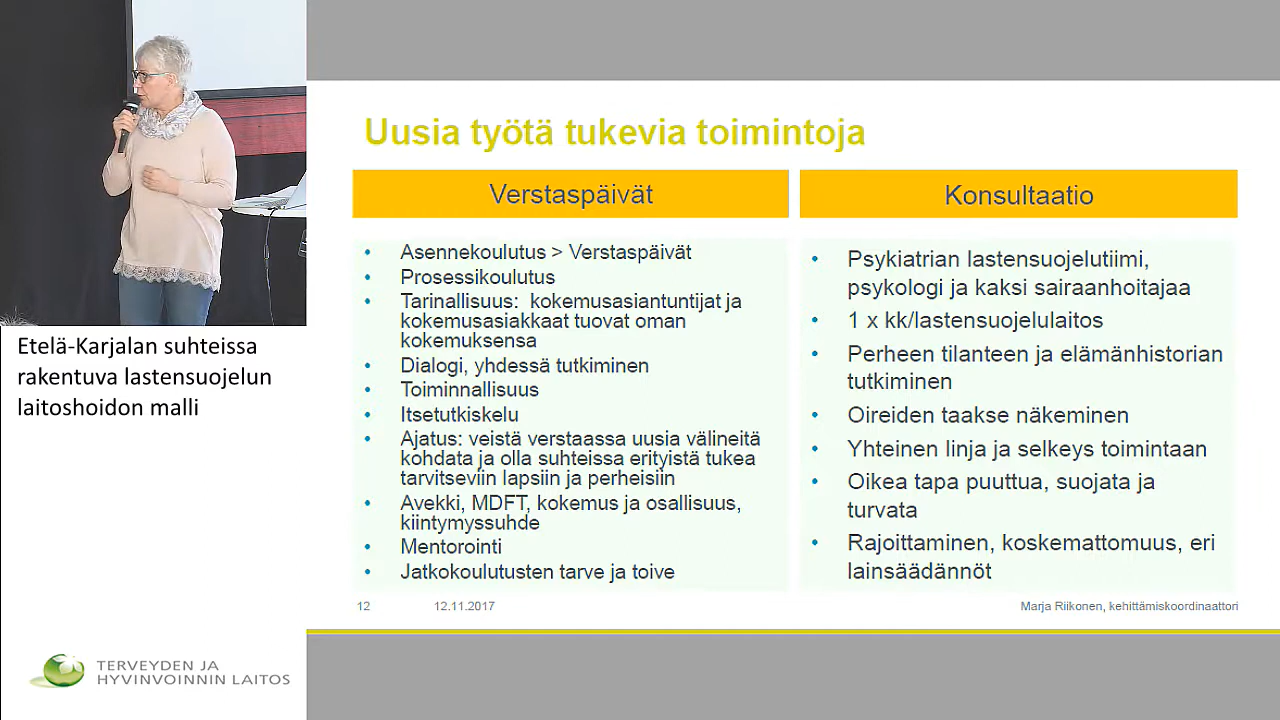 Uusia työtä tukevia toimintoja
Verstaspäivät
• Asennekoulutus > Verstaspäivät
• Prosessikoulutus
• Tarinallisuus: kokemusasiantuntijat ja
kokemusasiakkaat tuovat oman
kokemuksensa
• Dialogi, yhdessä tutkiminen
• Toiminnallisuus
• Itsetutkiskelu
• Ajatus: veistä verstaassa uusia välineitä
kohdata ja olla suhteissa erityistä tukea
tarvitseviin lapsiin ja perheisiin
• Avekki, MDFT, kokemus ja osallisuus,
kiintymyssuhde
• Mentorointi
• Jatkokoulutusten tarve ja toive
Konsultaatio
• Psykiatrian lastensuojelutiimi,
psykologi ja kaksi sairaanhoitajaa
• 1 x kk/lastensuojelulaitos
• Perheen tilanteen ja elämänhistorian
tutkiminen
• Oireiden taakse näkeminen
• Yhteinen linja ja selkeys toimintaan
• Oikea tapa puuttua, suojata ja
turvata
• Rajoittaminen, koskemattomuus, eri
lainsäädännöt
12 12.11.2017 Marja Riikonen, kehittämiskoordinaattori
Etelä-Karjalan suhteissa
rakentuva lastensuojelun
laitoshoidon malli
TERVEYDEN JA
HYVINVOINNIN LAITOS